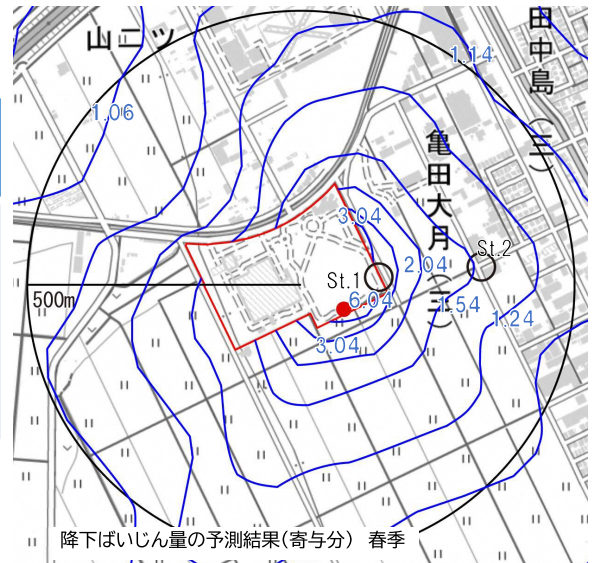 山二ツ
田中島(三)
1.14
1.06
亀田大月(三)
3.04
St.2
2.04
St.1
500m
6.04
1.54
1.24
3.04
降下ばいじん量の予測結果(寄与分) 春季